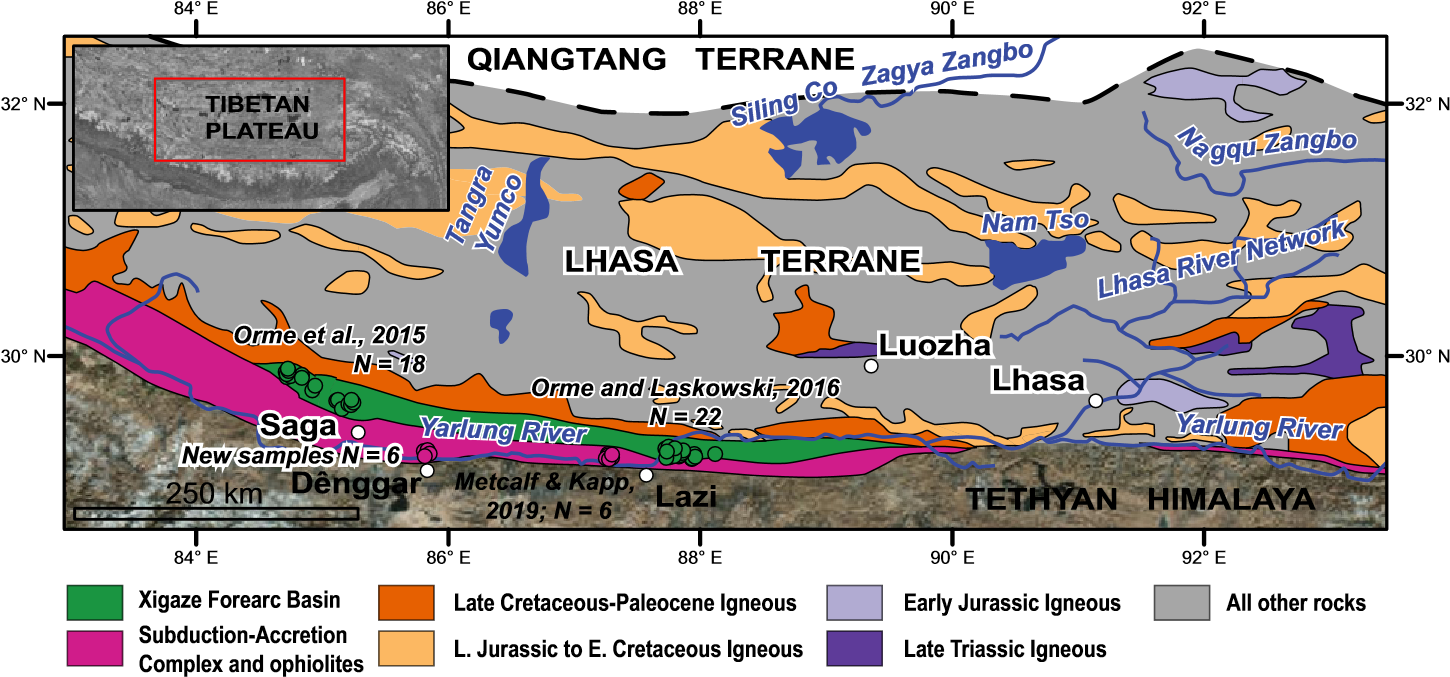 84° E
86° E
88° E
90° E
92° E
QIANGTANG TERRANE
Zagya Zangbo
32° N
32° N
TIBETAN
PLATEAU
Siling Co
Nagqu Zangbo
Tangra
Yumco
Nam Tso
LHASA TERRANE
Lhasa River Network
Orme et al., 2015
N = 18
30° N
30° N
Luozha
Lhasa
Orme and Laskowski, 2016
N = 22
Saga
Yarlung River
Yarlung River
New samples N = 6
Dênggar
Metcalf & Kapp,
2019; N = 6
Lazi
250 km
TETHYAN HIMALAYA
84° E
86° E
88° E
90° E
92° E
Xigaze Forearc Basin
Late Cretaceous-Paleocene Igneous
Early Jurassic Igneous
All other rocks
Subduction-Accretion
Complex and ophiolites
L. Jurassic to E. Cretaceous Igneous
Late Triassic Igneous